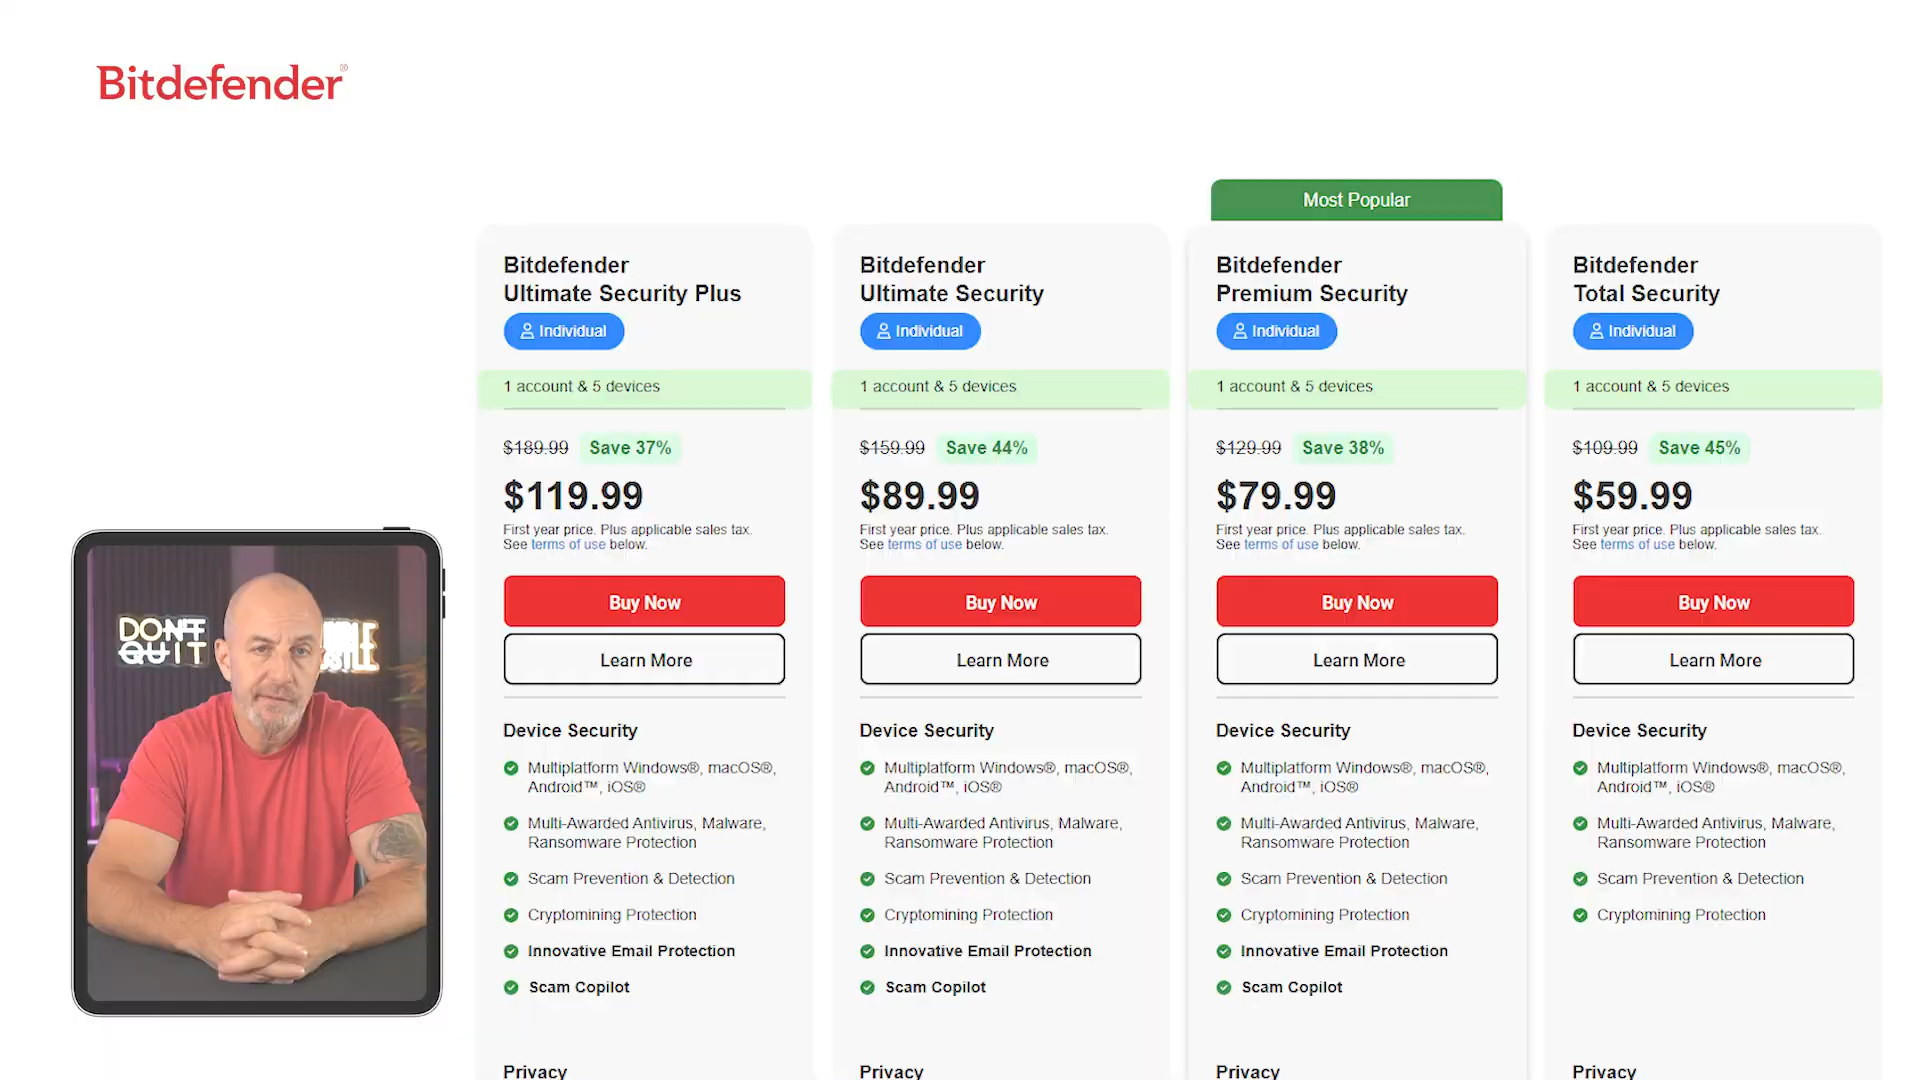 Bitdefender®
DON'T
QUIT
Most Popular
Bitdefender
Ultimate Security Plus
Individual
1 account & 5 devices
$189.99 Save 37%
$119.99
First year price. Plus applicable sales tax.
See terms of use below.
Buy Now
Learn More
Device Security
Multiplatform Windows®, macOS®,
Android™, iOS®
Multi-Awarded Antivirus, Malware,
Ransomware Protection
Scam Prevention & Detection
Cryptomining Protection
Innovative Email Protection
Scam Copilot
Privacy
Bitdefender
Ultimate Security
Individual
1 account & 5 devices
$159.99 Save 44%
$89.99
First year price. Plus applicable sales tax.
See terms of use below.
Buy Now
Learn More
Device Security
Multiplatform Windows®, macOS®,
Android™, iOS®
Multi-Awarded Antivirus, Malware,
Ransomware Protection
Scam Prevention & Detection
Cryptomining Protection
Innovative Email Protection
Scam Copilot
Privacy
Bitdefender
Premium Security
Individual
1 account & 5 devices
$129.99 Save 38%
$79.99
First year price. Plus applicable sales tax.
See terms of use below.
Buy Now
Learn More
Device Security
Multiplatform Windows®, macOS®,
Android™, iOS®
Multi-Awarded Antivirus, Malware,
Ransomware Protection
Scam Prevention & Detection
Cryptomining Protection
Innovative Email Protection
Scam Copilot
Privacy
Bitdefender
Total Security
Individual
1 account & 5 devices
$109.99 Save 45%
$59.99
First year price. Plus applicable sales tax.
See terms of use below.
Buy Now
Learn More
Device Security
Multiplatform Windows®, macOS®,
Android™, iOS®
Multi-Awarded Antivirus, Malware,
Ransomware Protection
Scam Prevention & Detection
Cryptomining Protection
Privacy